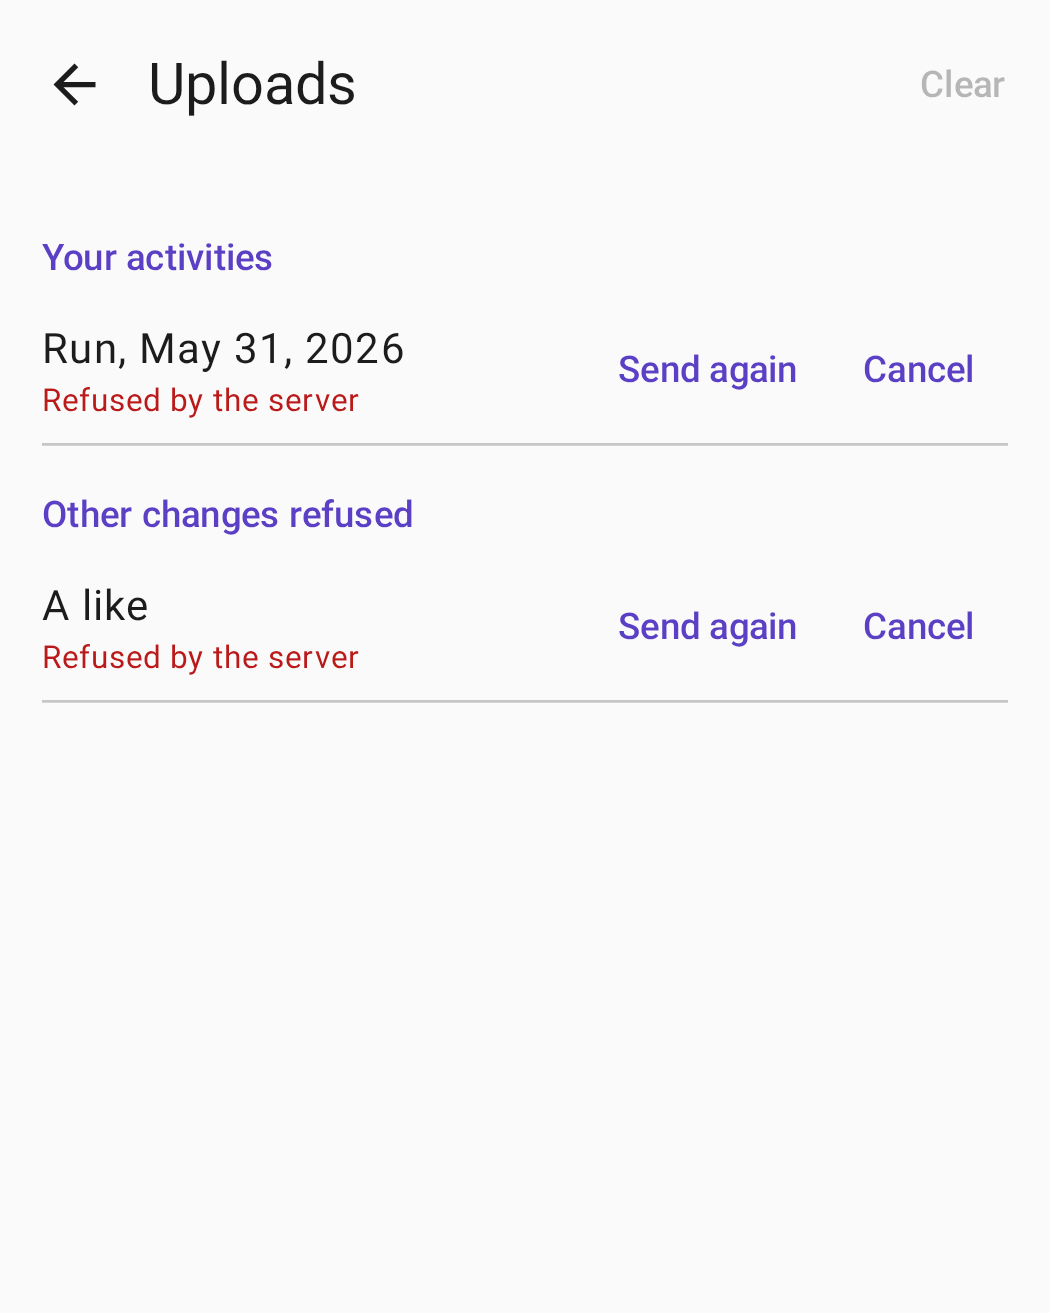 Uploads
Clear
Your activities
Run, May 31, 2026
Refused by the server
Send again
Cancel
Other changes refused
A like
Refused by the server
Send again
Cancel